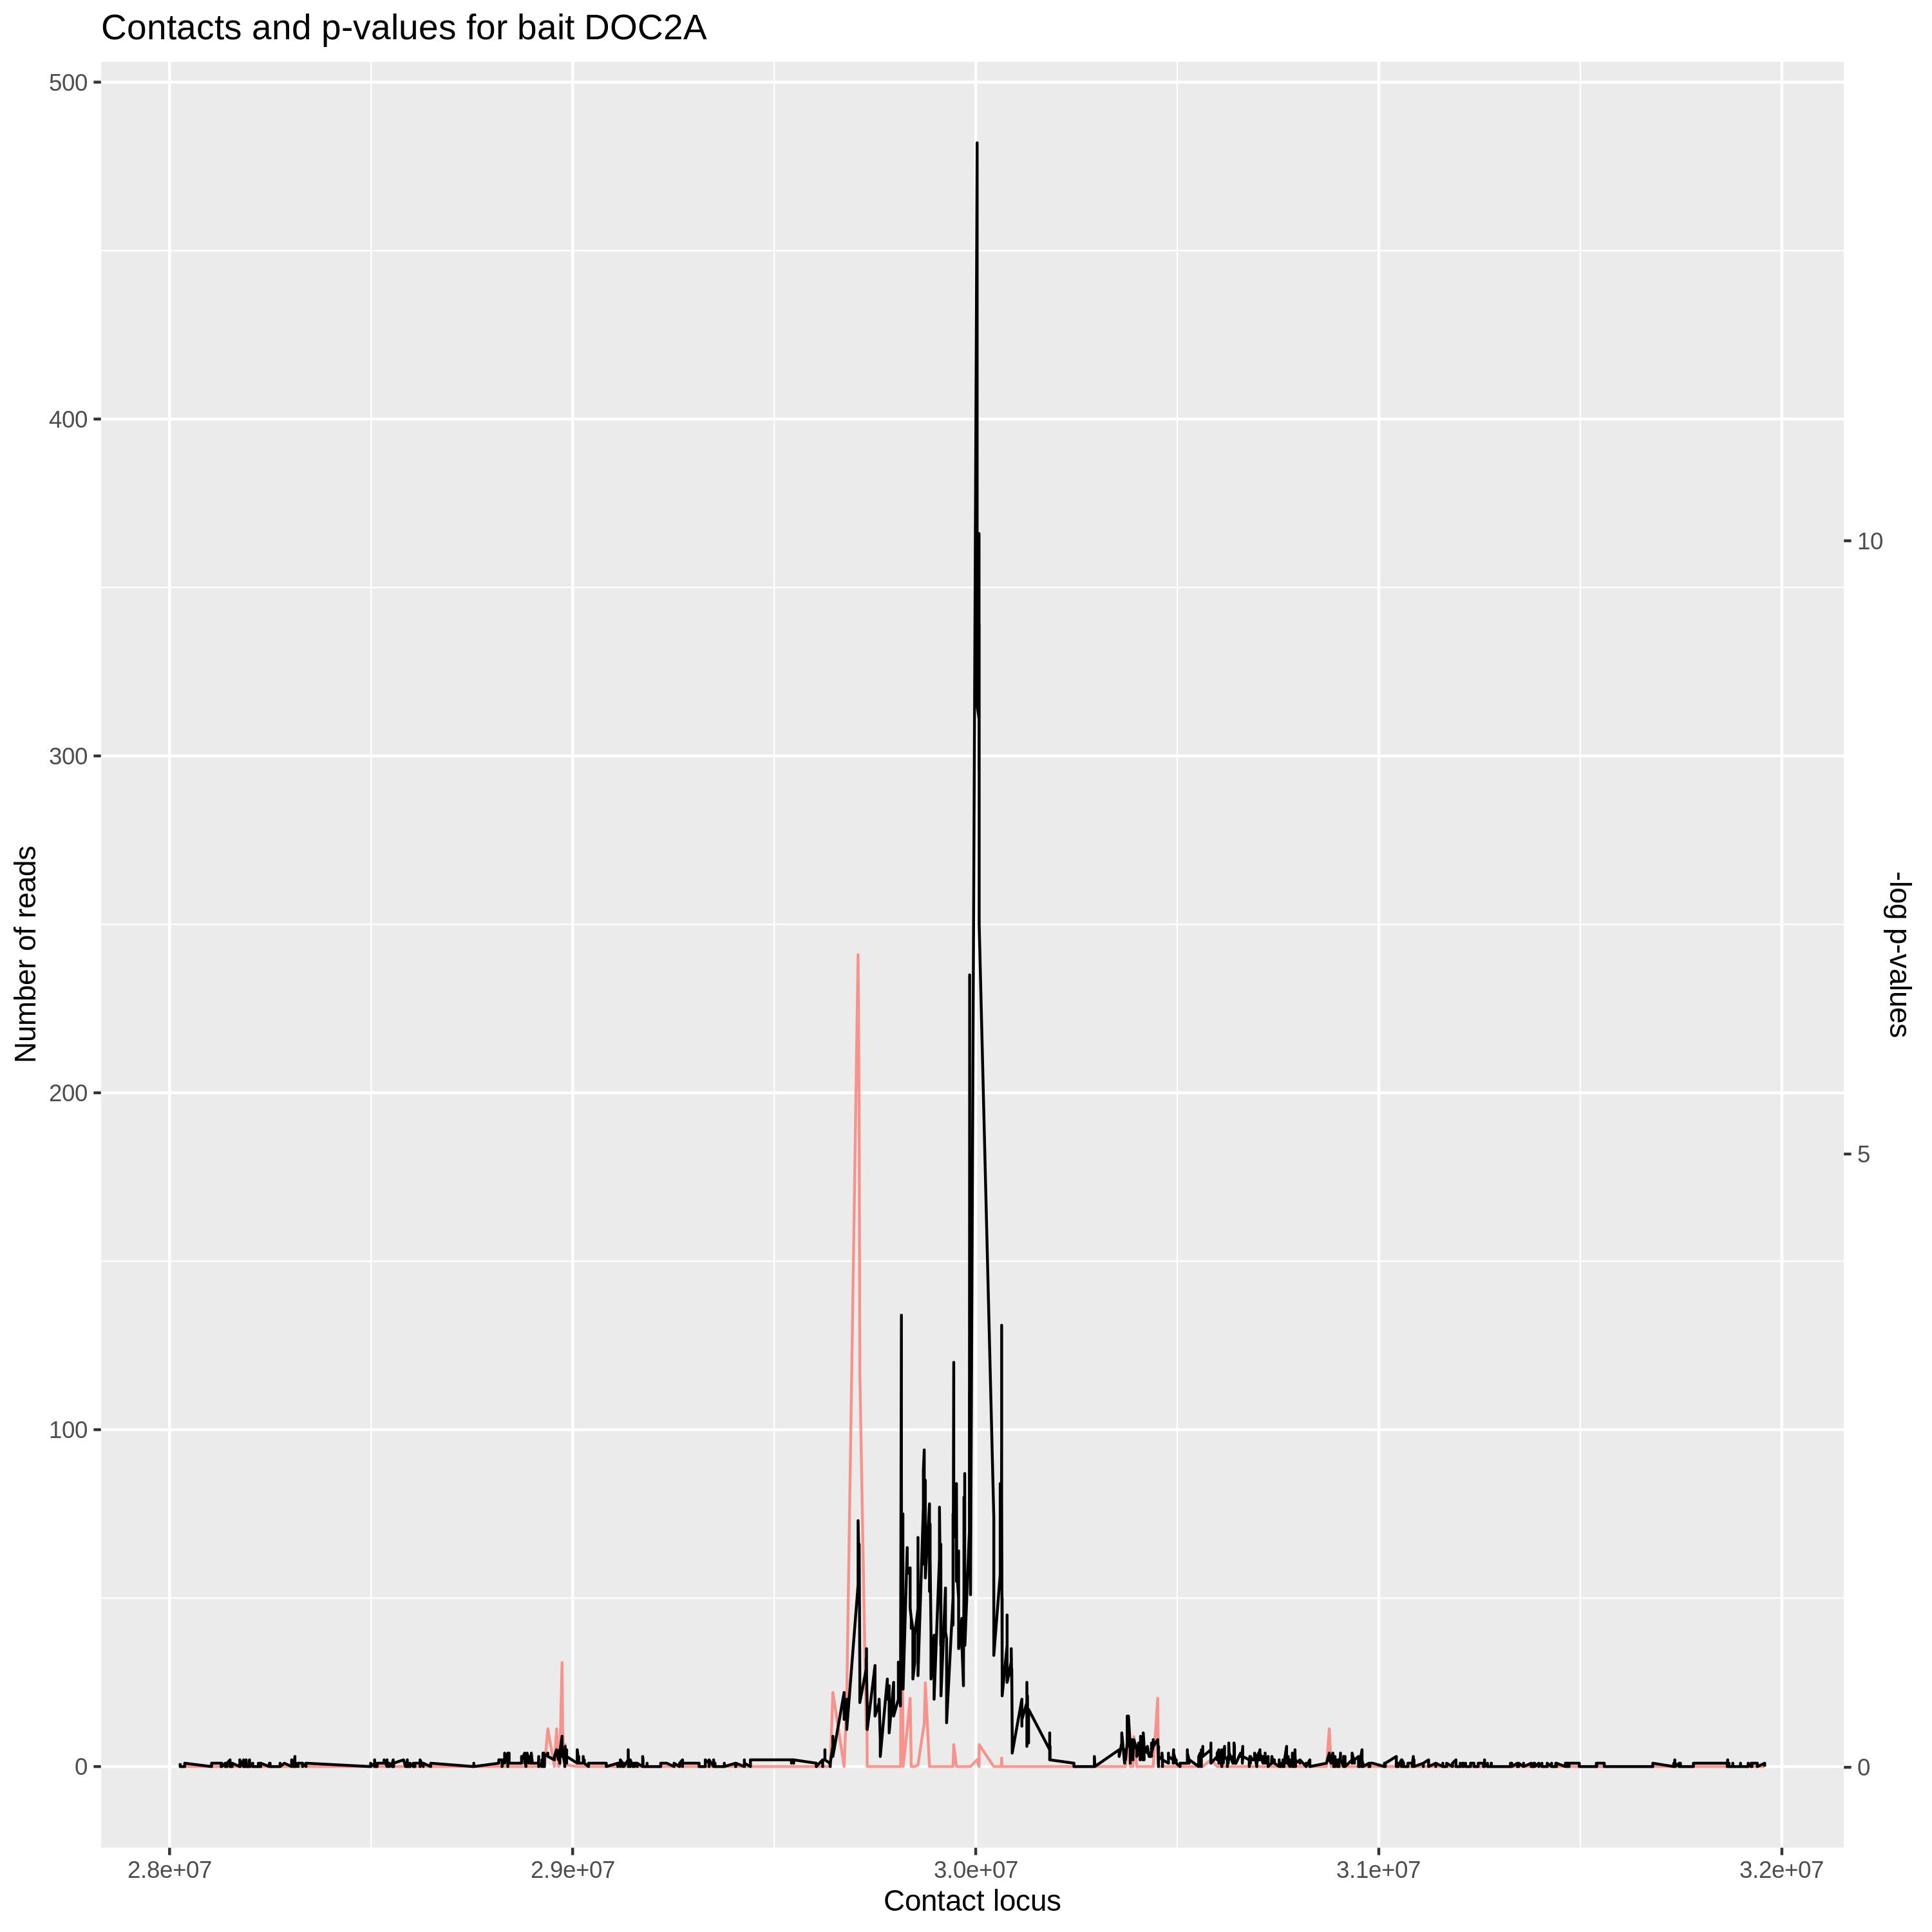 Contacts and p-values for bait DOC2A
500
400
300
200
100
0
Number of reads
10
5
0
-log p-values
2.8e+07
2.9e+07
3.0e+07
3.1e+07
3.2e+07
Contact locus